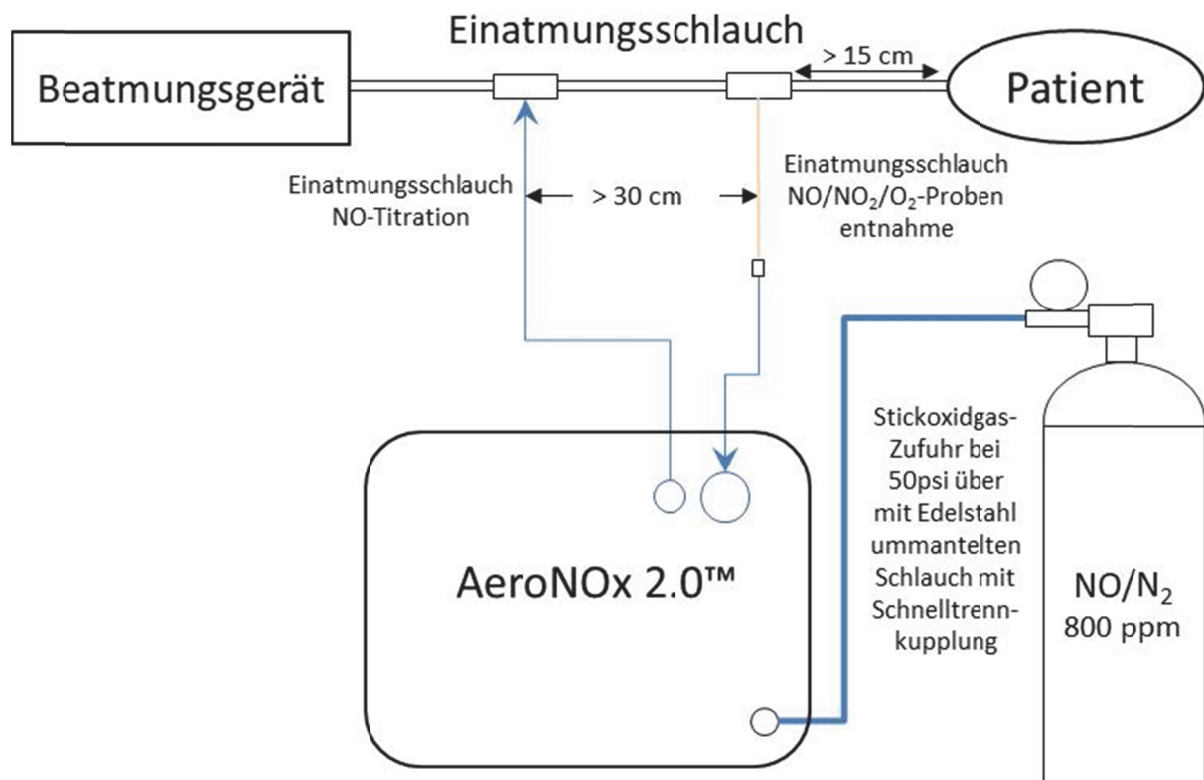 Einatmungsschlauch
> 15 cm
Beatmungsgerät
Patient
Einatmungsschlauch
NO-Titration
> 30 cm
Einatmungsschlauch
NO/NO₂/O₂-Proben
entnahme
Stickoxidgas-
Zufuhr bei
50psi über
mit Edelstahl
ummantelten
Schlauch mit
Schnelltrenn-
kupplung
AeroNOx 2.0™
NO/N₂
800 ppm